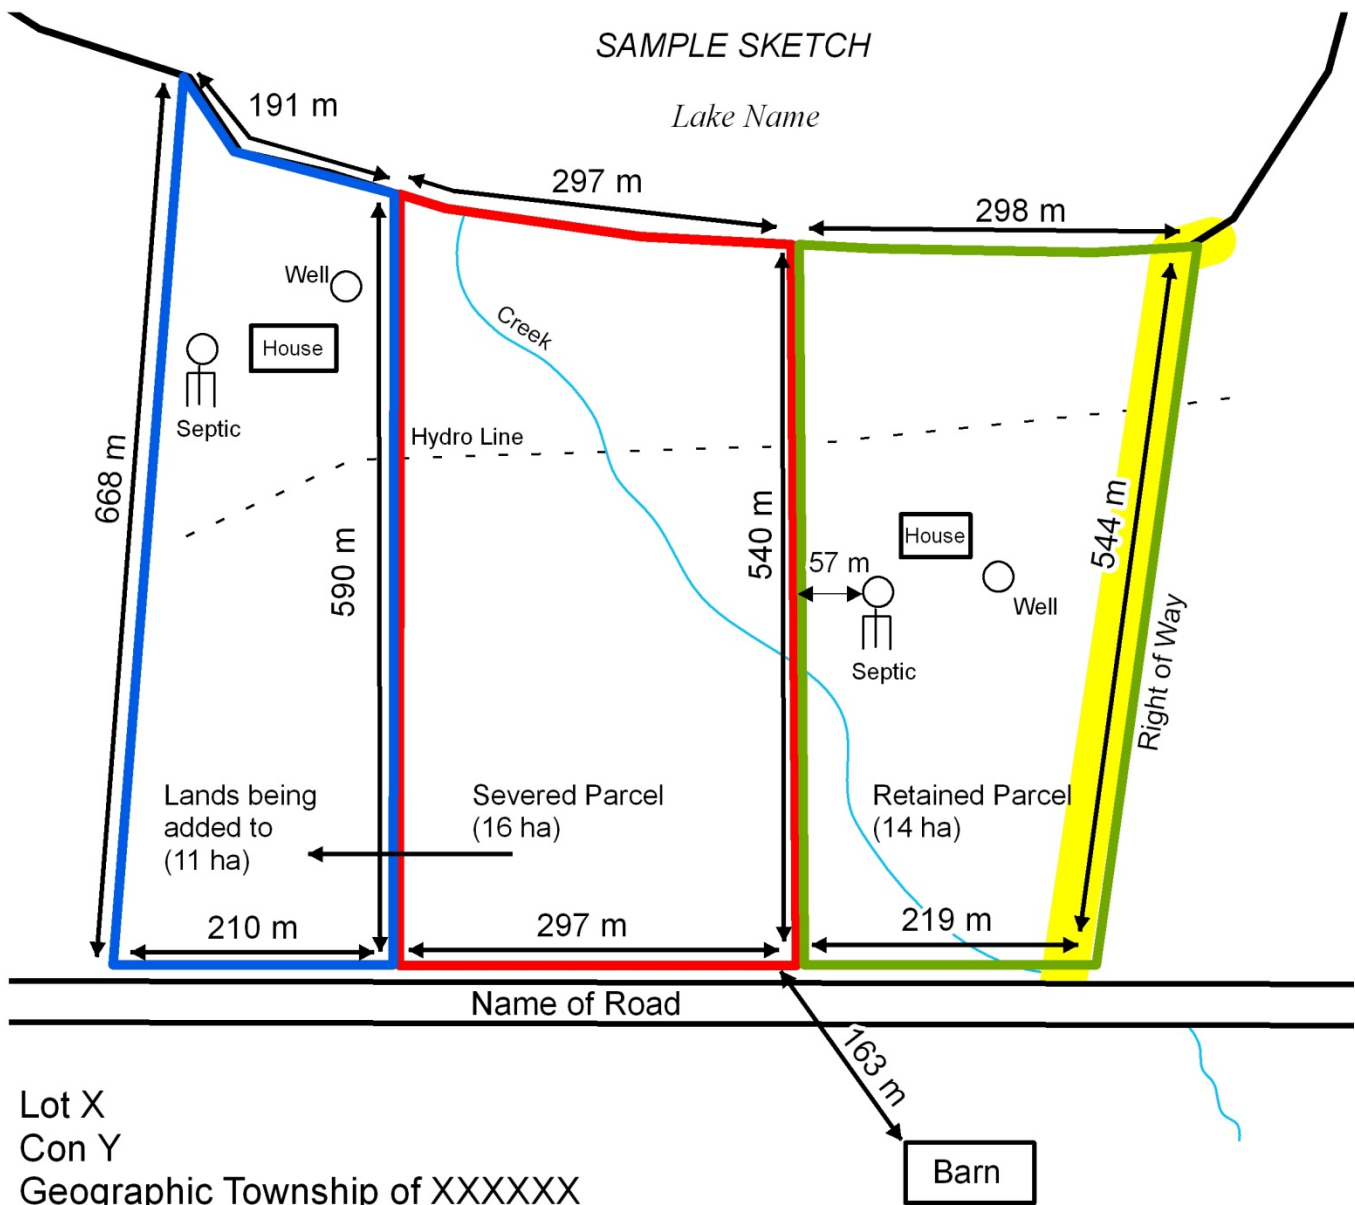 SAMPLE SKETCH
Lake Name
191 m
297 m
298 m
Well
House
Septic
Creek
Hydro Line
668 m
590 m
540 m
544 m
House
57 m
Well
Septic
Right of Way
Lands being
added to
(11 ha)
Severed Parcel
(16 ha)
Retained Parcel
(14 ha)
210 m
297 m
219 m
Name of Road
163 m
Barn
Lot X
Con Y
Geographic Township of XXXXXX